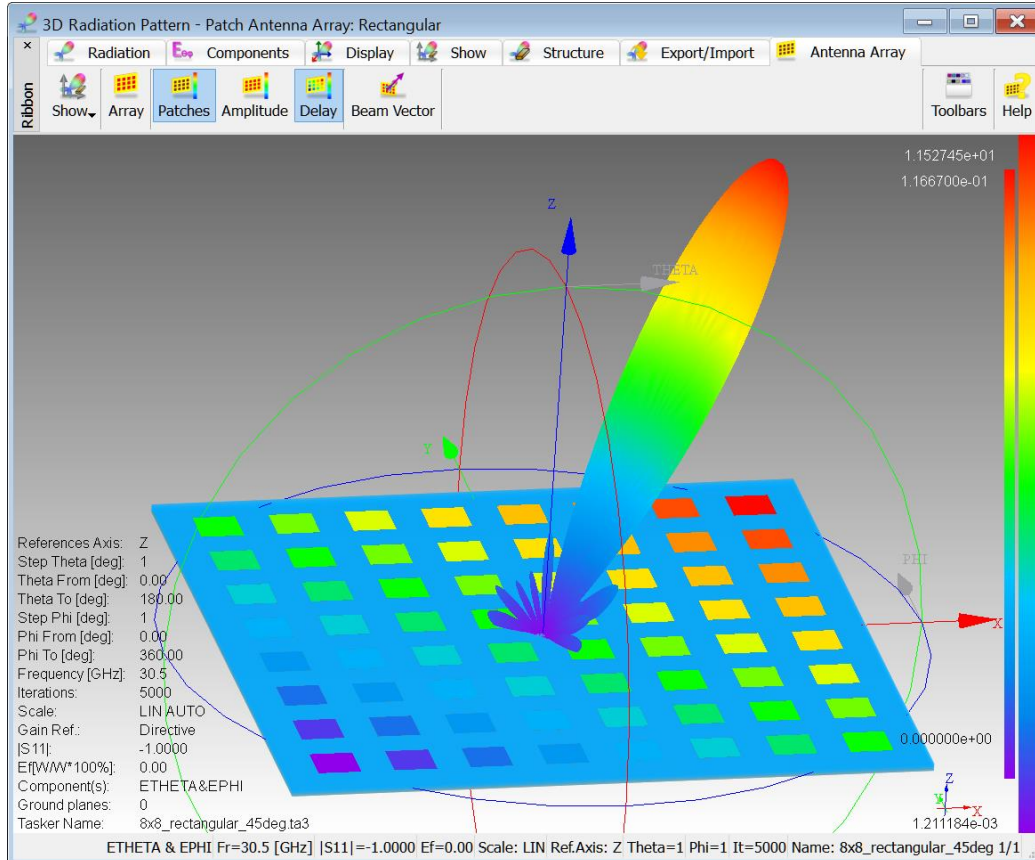 3D Radiation Pattern - Patch Antenna Array: Rectangular
Radiation Components Display Show Structure Export/Import Antenna Array
Ribbon
Show Array Patches Amplitude Delay Beam Vector Toolbars Help
1.152745e+01
1.166700e-01
Z
THETA
Y
PHI
X
References Axis: Z
Step Theta [deg]: 1
Theta From [deg]: 0.00
Theta To [deg]: 180.00
Step Phi [deg]: 1
Phi From [deg]: 0.00
Phi To [deg]: 360.00
Frequency [GHz]: 30.5
Iterations: 5000
Scale: LIN AUTO
Gain Ref.: Directive
|S11|: -1.0000
Ef[W/W*100%]: 0.00
Component(s): ETHETA&EPHI
Ground planes: 0
Tasker Name: 8x8_rectangular_45deg.ta3
0.000000e+00
Z
Y
X
1.211184e-03
ETHETA & EPHI Fr=30.5 [GHz] |S11|=-1.0000 Ef=0.00 Scale: LIN Ref.Axis: Z Theta=1 Phi=1 It=5000 Name: 8x8_rectangular_45deg 1/1